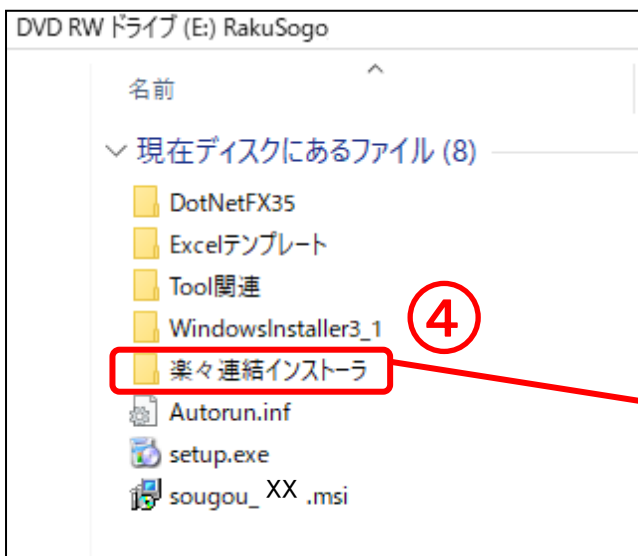 DVD RW ドライブ (E:) RakuSogo
名前
現在ディスクにあるファイル (8)
DotNetFX35
Excelテンプレート
Tool関連
WindowsInstaller3_1
④
楽々連結インストーラ
Autorun.inf
setup.exe
sougou_ XX .msi